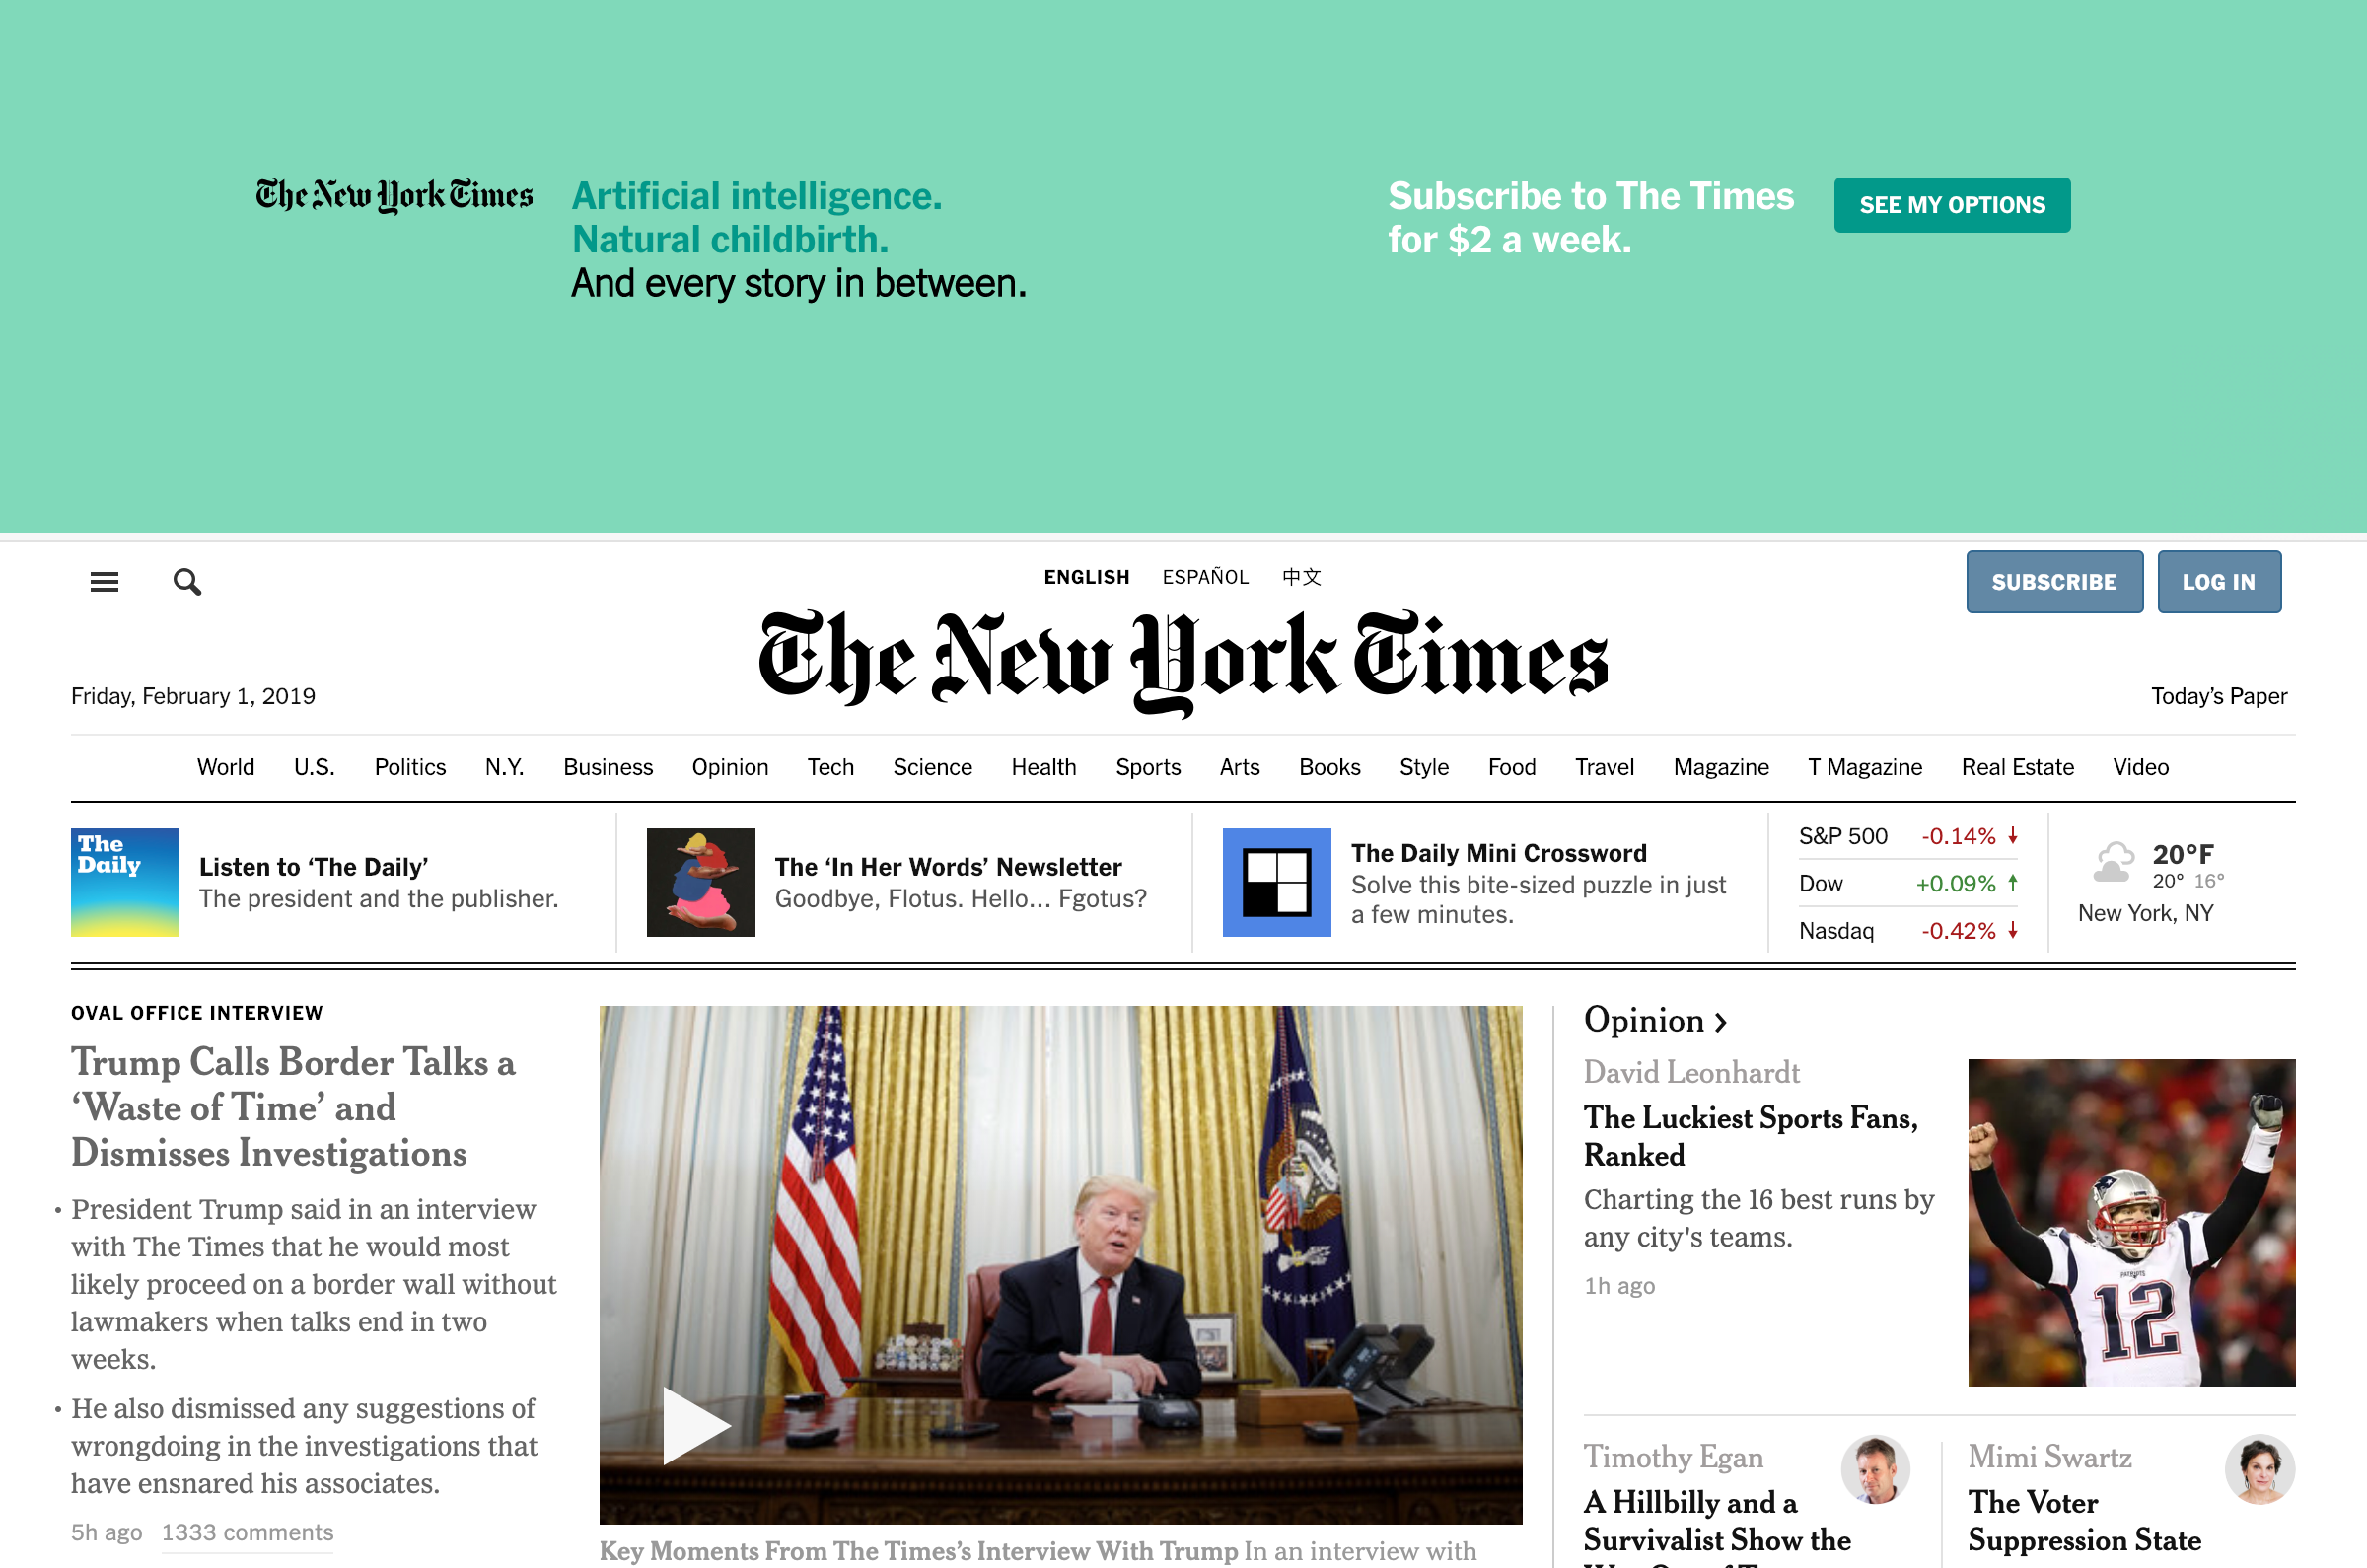 The New York Times
Artificial intelligence.
Natural childbirth.
And every story in between.
Subscribe to The Times
for $2 a week.
SEE MY OPTIONS
ENGLISH ESPAÑOL 中文
SUBSCRIBE LOG IN
The New York Times
Friday, February 1, 2019
Today’s Paper
World U.S. Politics N.Y. Business Opinion Tech Science Health Sports Arts Books Style Food Travel Magazine T Magazine Real Estate Video
The
Daily
Listen to ‘The Daily’
The president and the publisher.
The ‘In Her Words’ Newsletter
Goodbye, Flotus. Hello... Fgotus?
The Daily Mini Crossword
Solve this bite-sized puzzle in just
a few minutes.
S&P 500 -0.14% ↓
Dow +0.09% ↑
Nasdaq -0.42% ↓
20°F
20° 16°
New York, NY
OVAL OFFICE INTERVIEW
Trump Calls Border Talks a
‘Waste of Time’ and
Dismisses Investigations
• President Trump said in an interview
with The Times that he would most
likely proceed on a border wall without
lawmakers when talks end in two
weeks.
• He also dismissed any suggestions of
wrongdoing in the investigations that
have ensnared his associates.
5h ago 1333 comments
Key Moments From The Times’s Interview With Trump In an interview with
Opinion ›
David Leonhardt
The Luckiest Sports Fans,
Ranked
Charting the 16 best runs by
any city's teams.
1h ago
PATRIOTS
12
Timothy Egan
A Hillbilly and a
Survivalist Show the
Mimi Swartz
The Voter
Suppression State